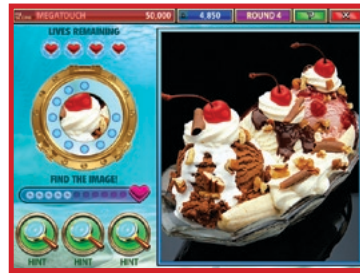 MEGATOUCH 50,000 4,850 ROUND 4
LIVES REMAINING
FIND THE IMAGE!
HINT HINT HINT